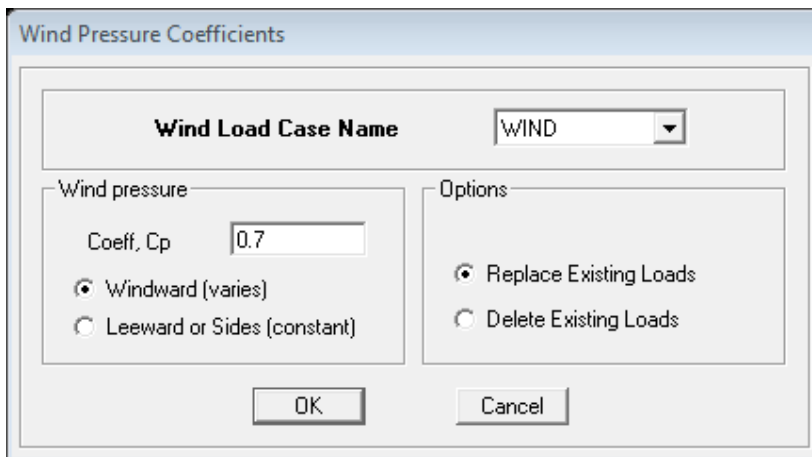 Wind Pressure Coefficients
Wind Load Case Name
WIND
Wind pressure
Coeff, Cp
0.7
Windward (varies)
Leeward or Sides (constant)
Options
Replace Existing Loads
Delete Existing Loads
OK
Cancel